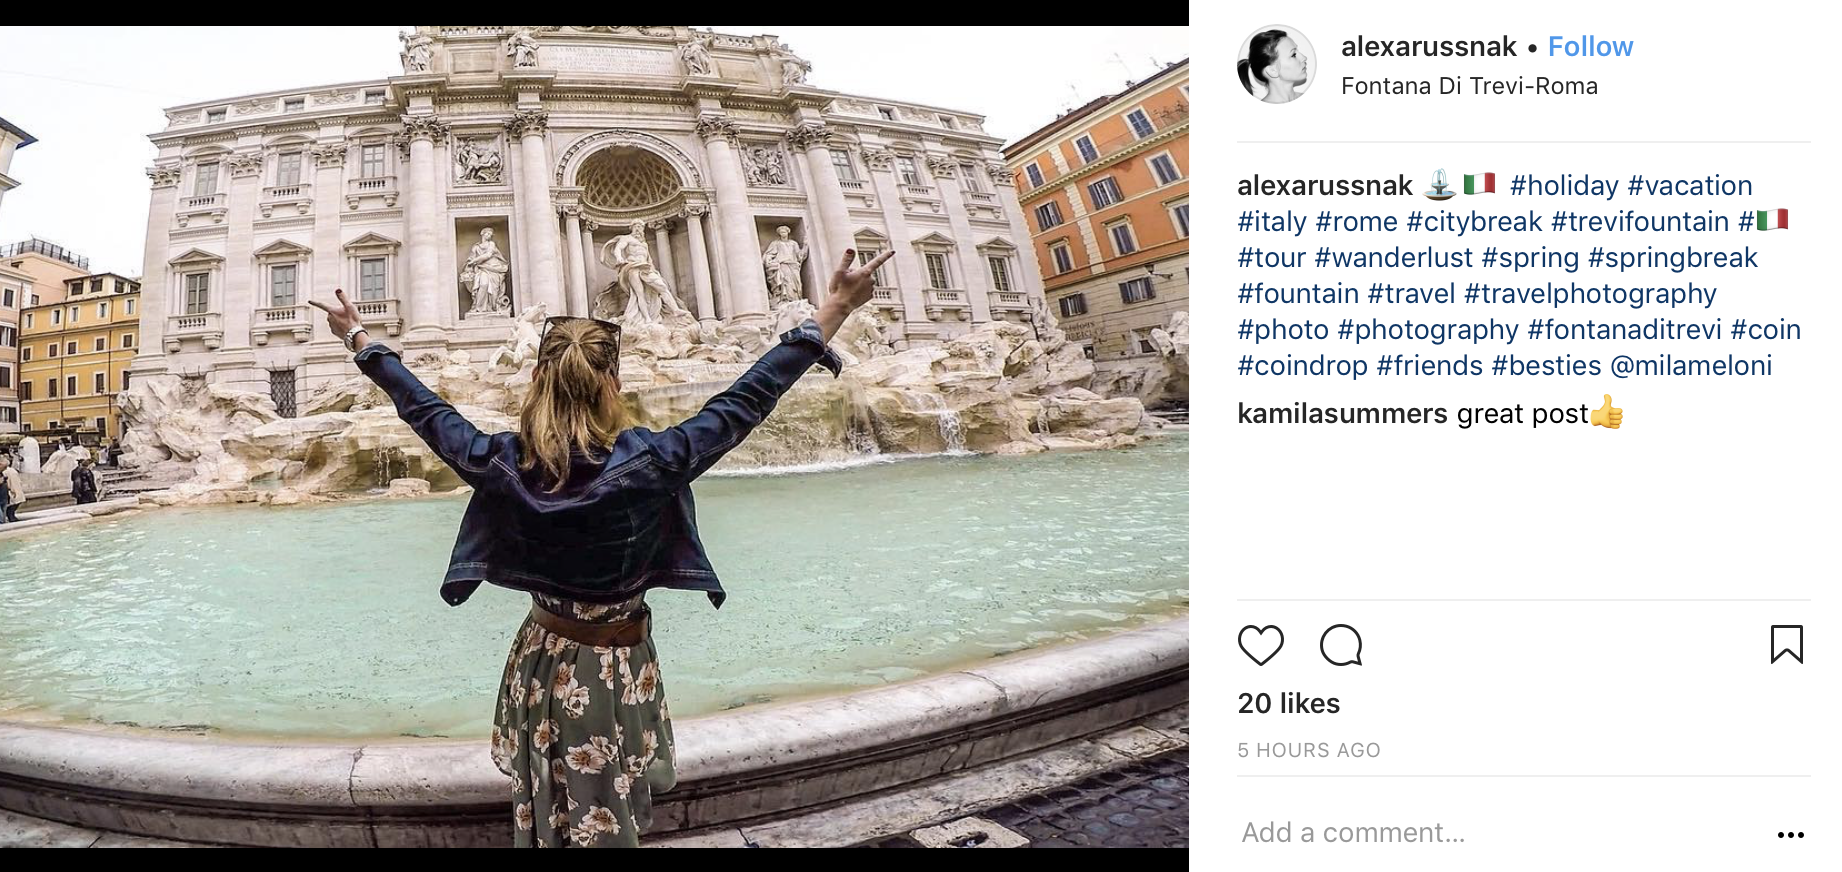 alexarussnak • Follow
Fontana Di Trevi-Roma
alexarussnak ⛲🇮🇹 #holiday #vacation
#italy #rome #citybreak #trevifountain #🇮🇹
#tour #wanderlust #spring #springbreak
#fountain #travel #travelphotography
#photo #photography #fontanaditrevi #coin
#coindrop #friends #besties @milameloni
kamilasummers great post👍
20 likes
5 HOURS AGO
Add a comment...